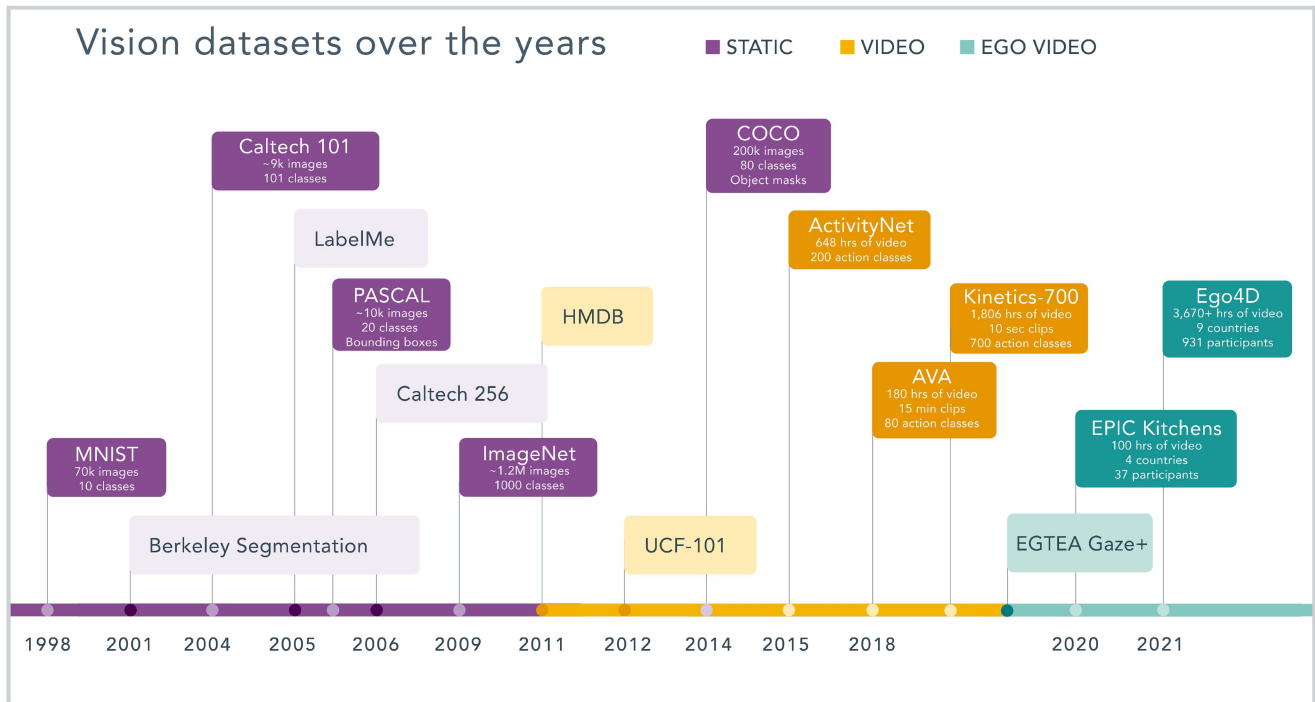 Vision datasets over the years
STATIC
VIDEO
EGO VIDEO
Caltech 101
~9k images
101 classes
COCO
200k images
80 classes
Object masks
LabelMe
ActivityNet
648 hrs of video
200 action classes
PASCAL
~10k images
20 classes
Bounding boxes
HMDB
Kinetics-700
1,806 hrs of video
10 sec clips
700 action classes
Ego4D
3,670+ hrs of video
9 countries
931 participants
Caltech 256
AVA
180 hrs of video
15 min clips
80 action classes
MNIST
70k images
10 classes
ImageNet
~1.2M images
1000 classes
EPIC Kitchens
100 hrs of video
4 countries
37 participants
Berkeley Segmentation
UCF-101
EGTEA Gaze+
1998 2001 2004 2005 2006 2009 2011 2012 2014 2015 2018 2020 2021